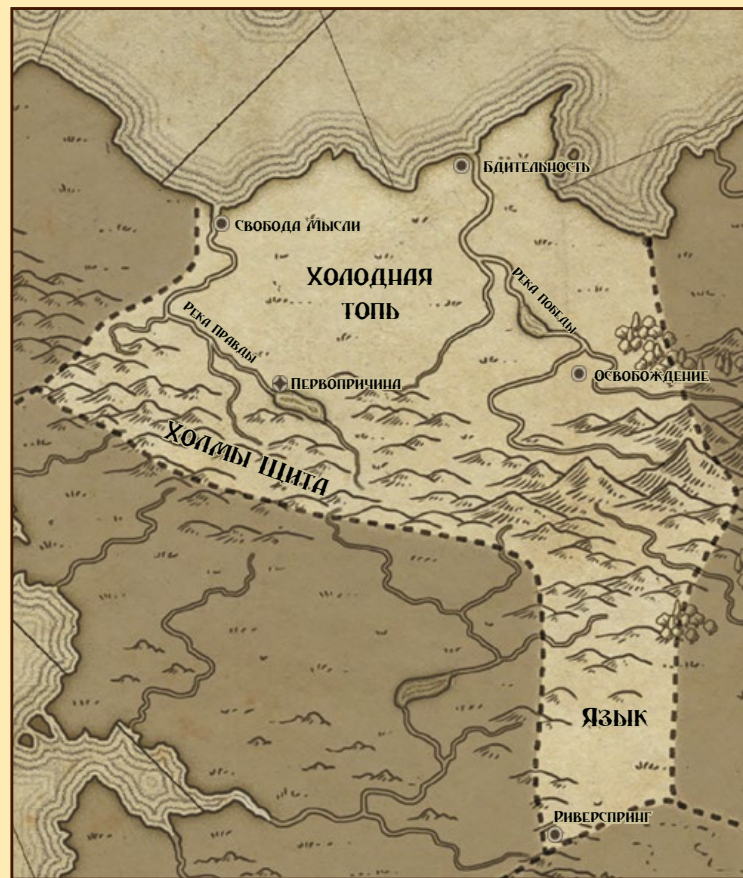 Бдительность
Свобода Мысли
Холодная
топь
Река Победы
Река Правды
Освобождение
Первопричина
Холмы Щита
Язык
Риверспринг